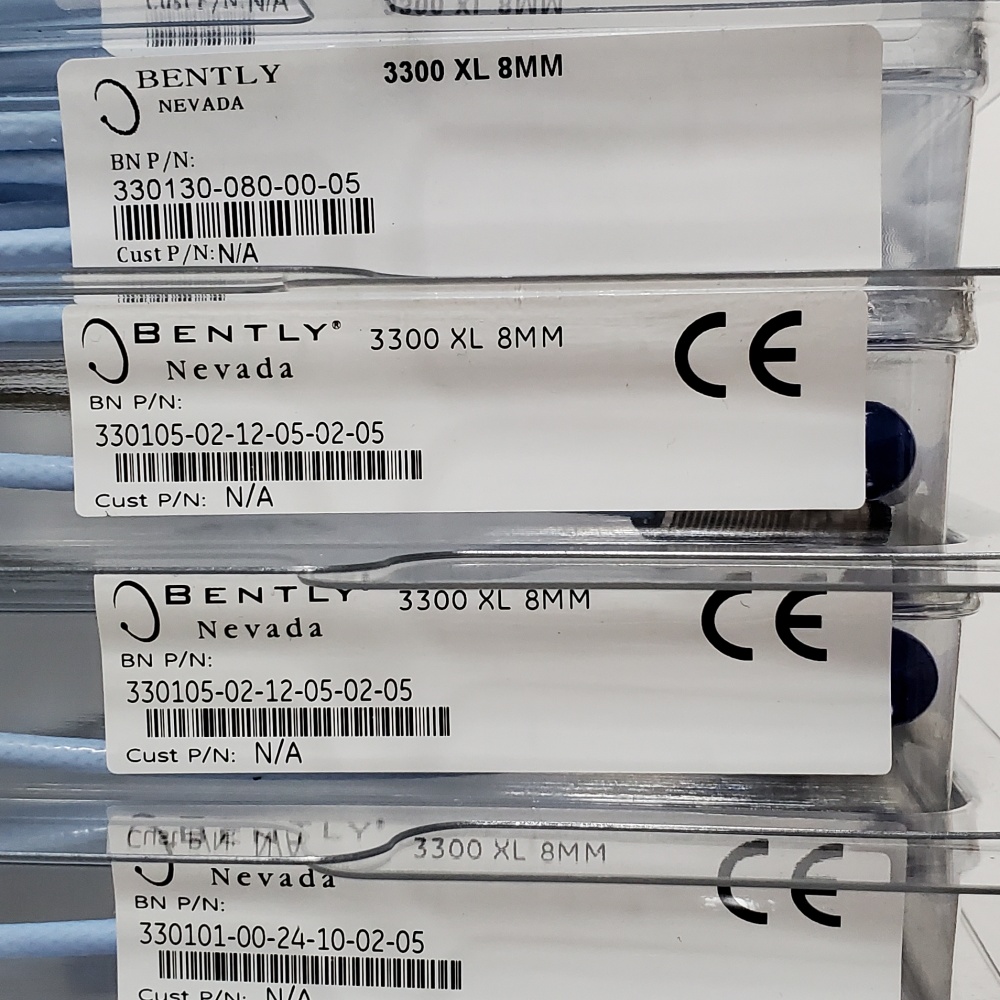 Cust P/N: N/A
BENTLY 3300 XL 8MM
NEVADA
BN P/N:
330130-080-00-05
Cust P/N: N/A
BENTLY® 3300 XL 8MM CE
Nevada
BN P/N:
330105-02-12-05-02-05
Cust P/N: N/A
BENTLY 3300 XL 8MM CE
Nevada
BN P/N:
330105-02-12-05-02-05
Cust P/N: N/A
3300 XL 8MM CE
Nevada
BN P/N:
330101-00-24-10-02-05
Cust P/N: N/A